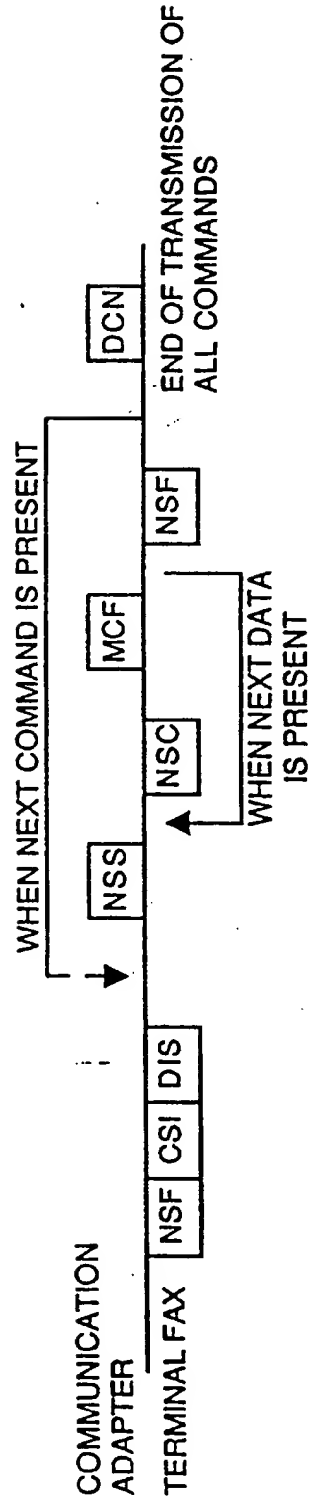 COMMUNICATION
ADAPTER
TERMINAL FAX
NSF CSI DIS
WHEN NEXT COMMAND IS PRESENT
NSS
NSC
MCF
NSF
WHEN NEXT DATA
IS PRESENT
DCN
END OF TRANSMISSION OF
ALL COMMANDS